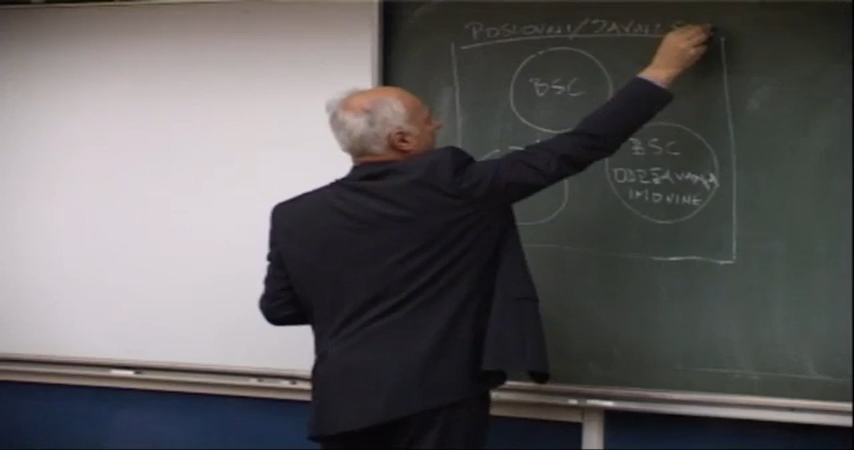 POSLOVNI/JAVNI
BSC
BSC
ODRŽAVANJA
IMOVINE